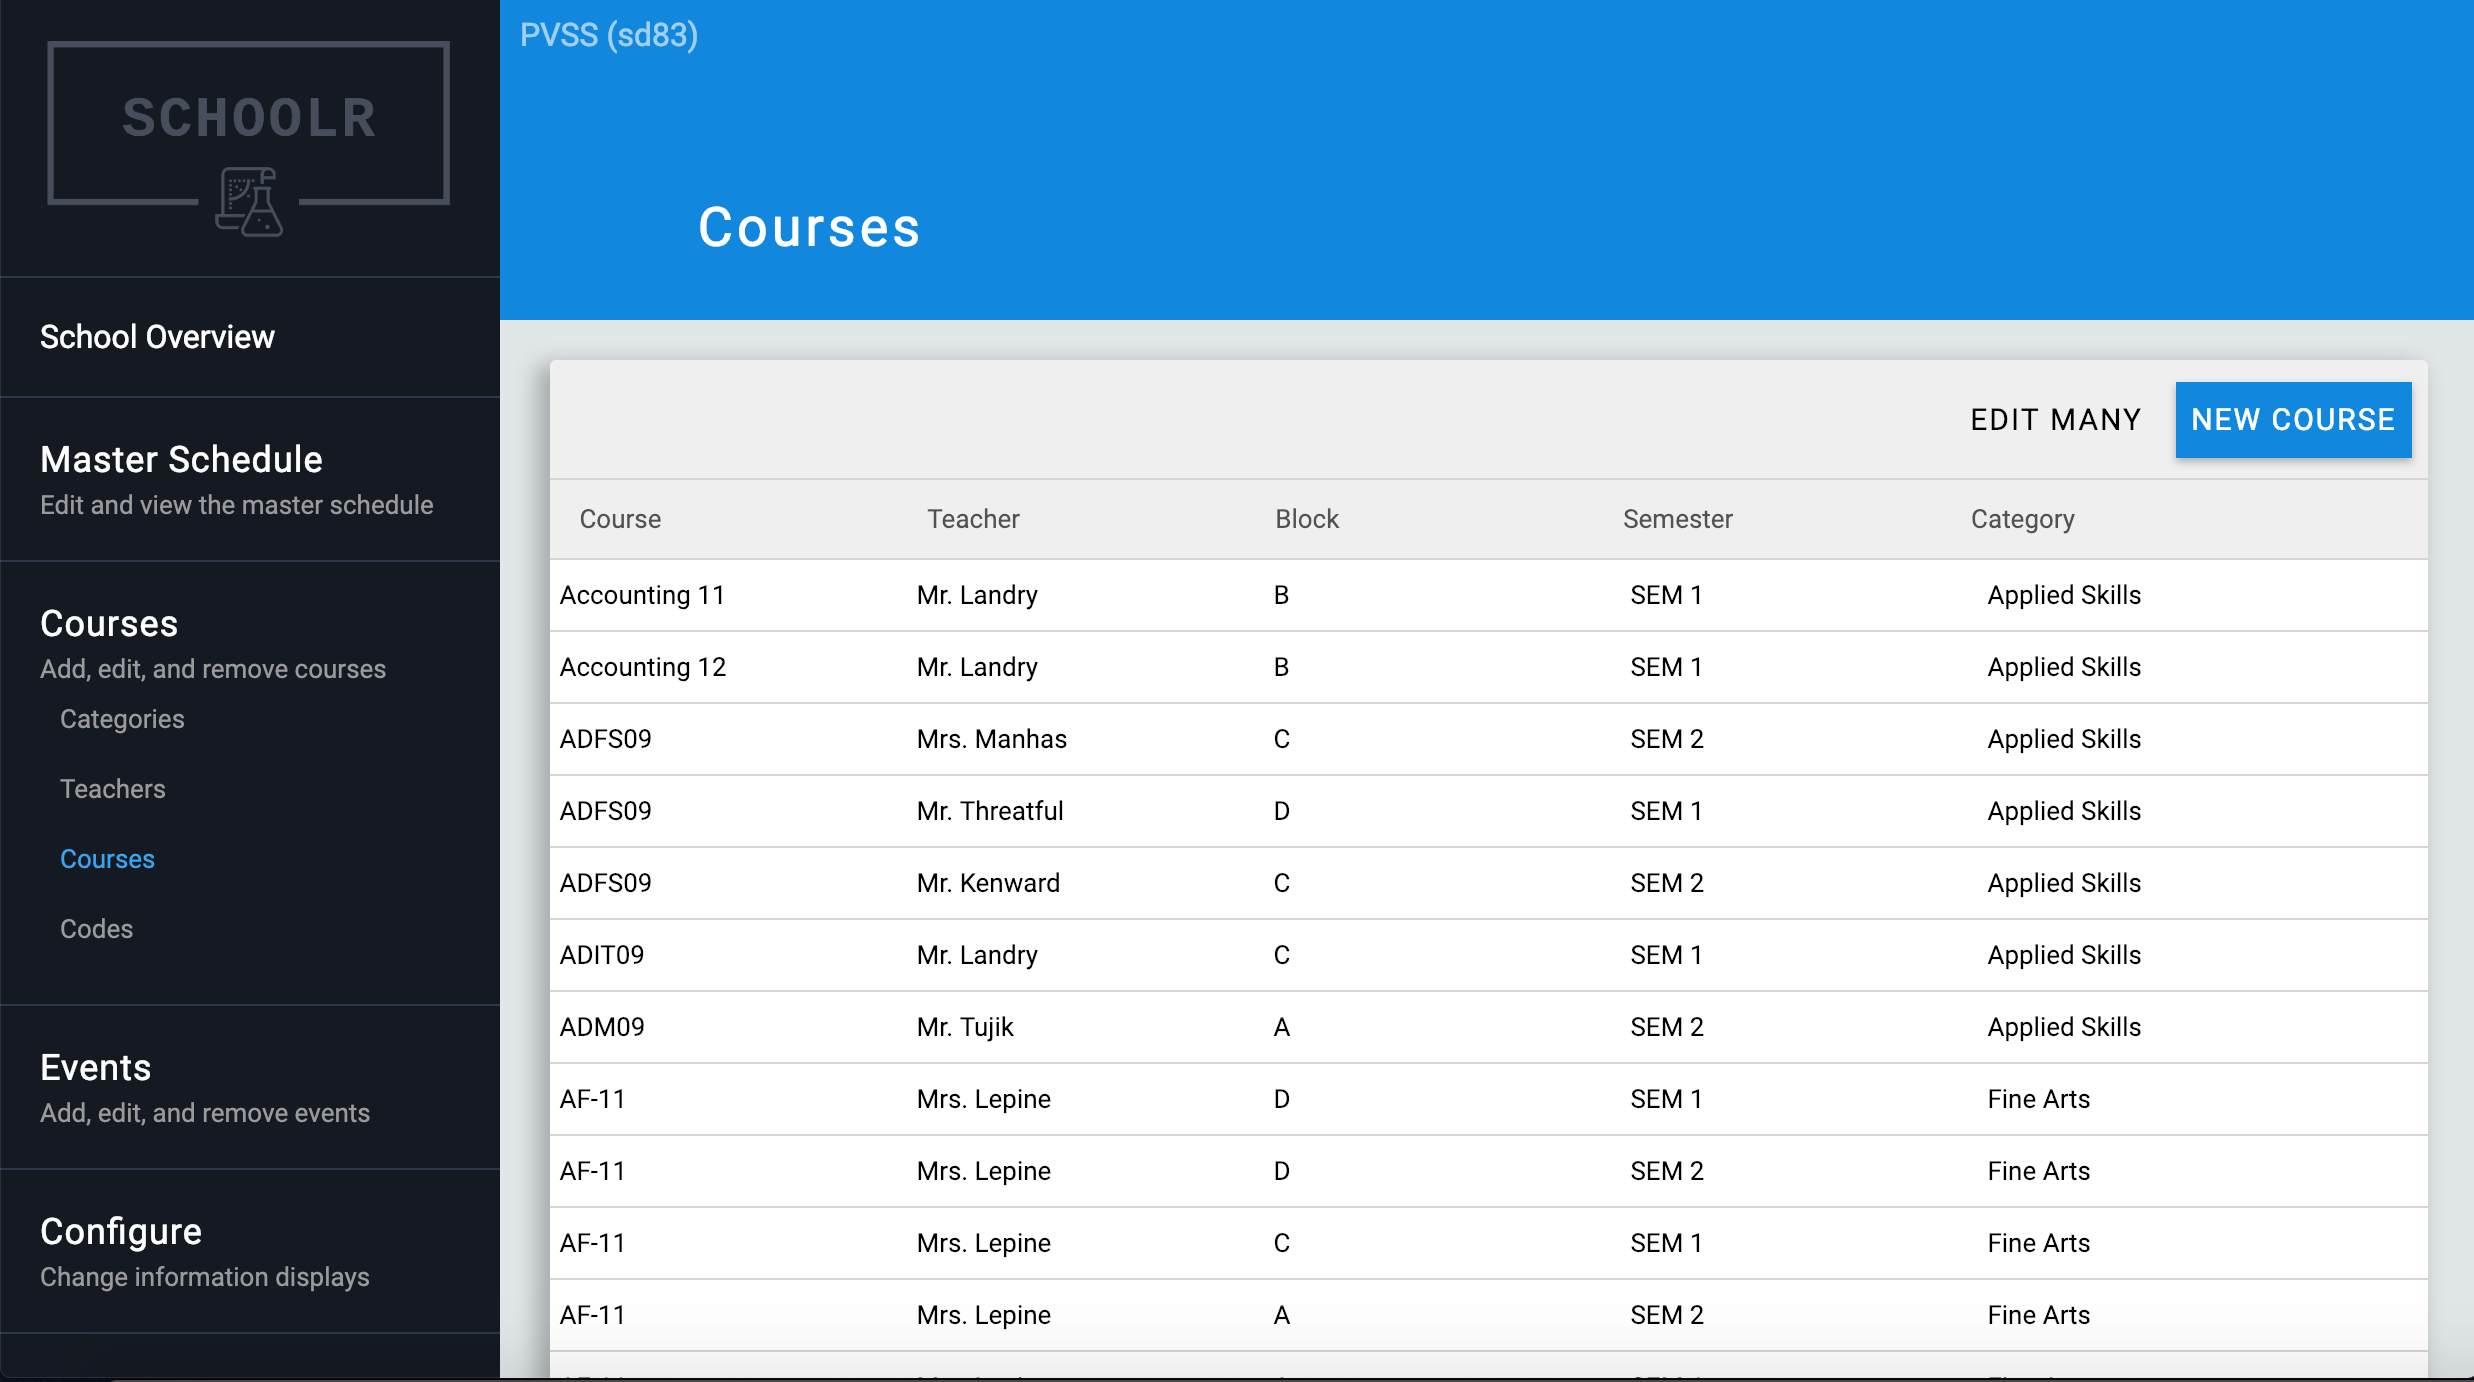 SCHOOLR
School Overview
Master Schedule
Edit and view the master schedule
Courses
Add, edit, and remove courses
Categories
Teachers
Courses
Codes
Events
Add, edit, and remove events
Configure
Change information displays
PVSS (sd83)
Courses
EDIT MANY NEW COURSE
Course Teacher Block Semester Category
Accounting 11 Mr. Landry B SEM 1 Applied Skills
Accounting 12 Mr. Landry B SEM 1 Applied Skills
ADFS09 Mrs. Manhas C SEM 2 Applied Skills
ADFS09 Mr. Threatful D SEM 1 Applied Skills
ADFS09 Mr. Kenward C SEM 2 Applied Skills
ADIT09 Mr. Landry C SEM 1 Applied Skills
ADM09 Mr. Tujik A SEM 2 Applied Skills
AF-11 Mrs. Lepine D SEM 1 Fine Arts
AF-11 Mrs. Lepine D SEM 2 Fine Arts
AF-11 Mrs. Lepine C SEM 1 Fine Arts
AF-11 Mrs. Lepine A SEM 2 Fine Arts